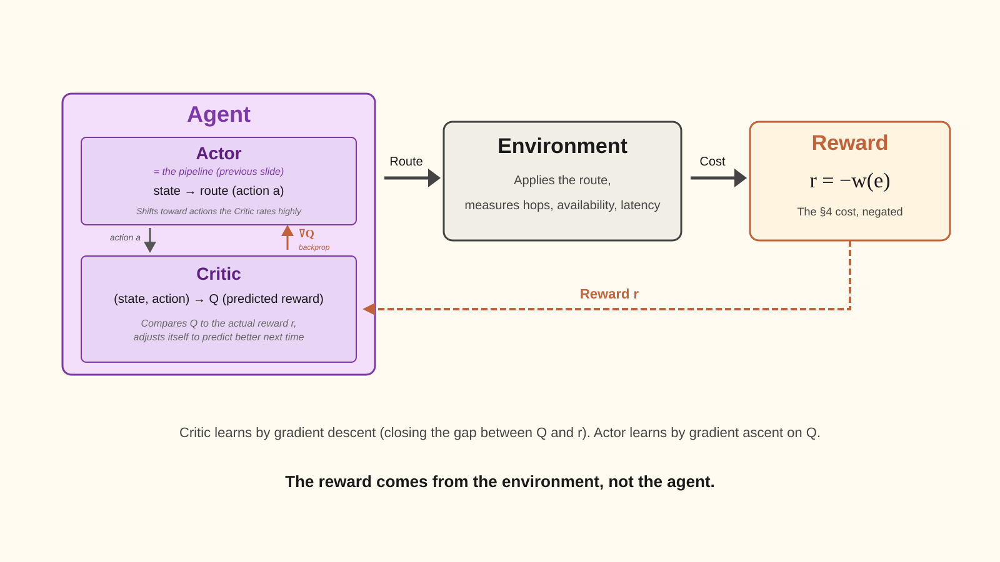 Agent
Actor
= the pipeline (previous slide)
state → route (action a)
Shifts toward actions the Critic rates highly
action a
∇Q
backprop
Critic
(state, action) → Q (predicted reward)
Compares Q to the actual reward r,
adjusts itself to predict better next time
Route
Environment
Applies the route,
measures hops, availability, latency
Cost
Reward
r = −w(e)
The §4 cost, negated
Reward r
Critic learns by gradient descent (closing the gap between Q and r). Actor learns by gradient ascent on Q.
The reward comes from the environment, not the agent.